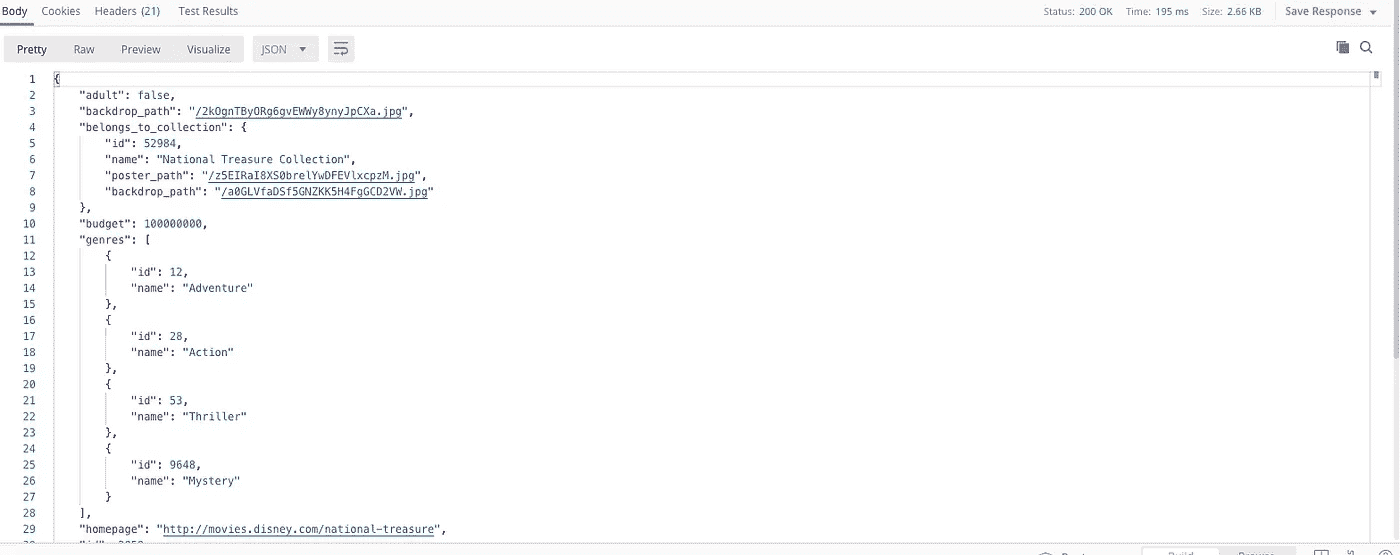 Body Cookies Headers (21) Test Results Status: 200 OK Time: 195 ms Size: 2.66 KB Save Response
Pretty Raw Preview Visualize JSON
1 {
2 "adult": false,
3 "backdrop_path": "/2kOgnTByORg6gvEWWy8ynyJpCXa.jpg",
4 "belongs_to_collection": {
5 "id": 52984,
6 "name": "National Treasure Collection",
7 "poster_path": "/z5EIRaI8XS0brelYwDFEVlxcpzM.jpg",
8 "backdrop_path": "/a0GLVfaDSf5GNZKK5H4FgGCD2VW.jpg"
9 },
10 "budget": 100000000,
11 "genres": [
12 {
13 "id": 12,
14 "name": "Adventure"
15 },
16 {
17 "id": 28,
18 "name": "Action"
19 },
20 {
21 "id": 53,
22 "name": "Thriller"
23 },
24 {
25 "id": 9648,
26 "name": "Mystery"
27 }
28 ],
29 "homepage": "http://movies.disney.com/national-treasure",